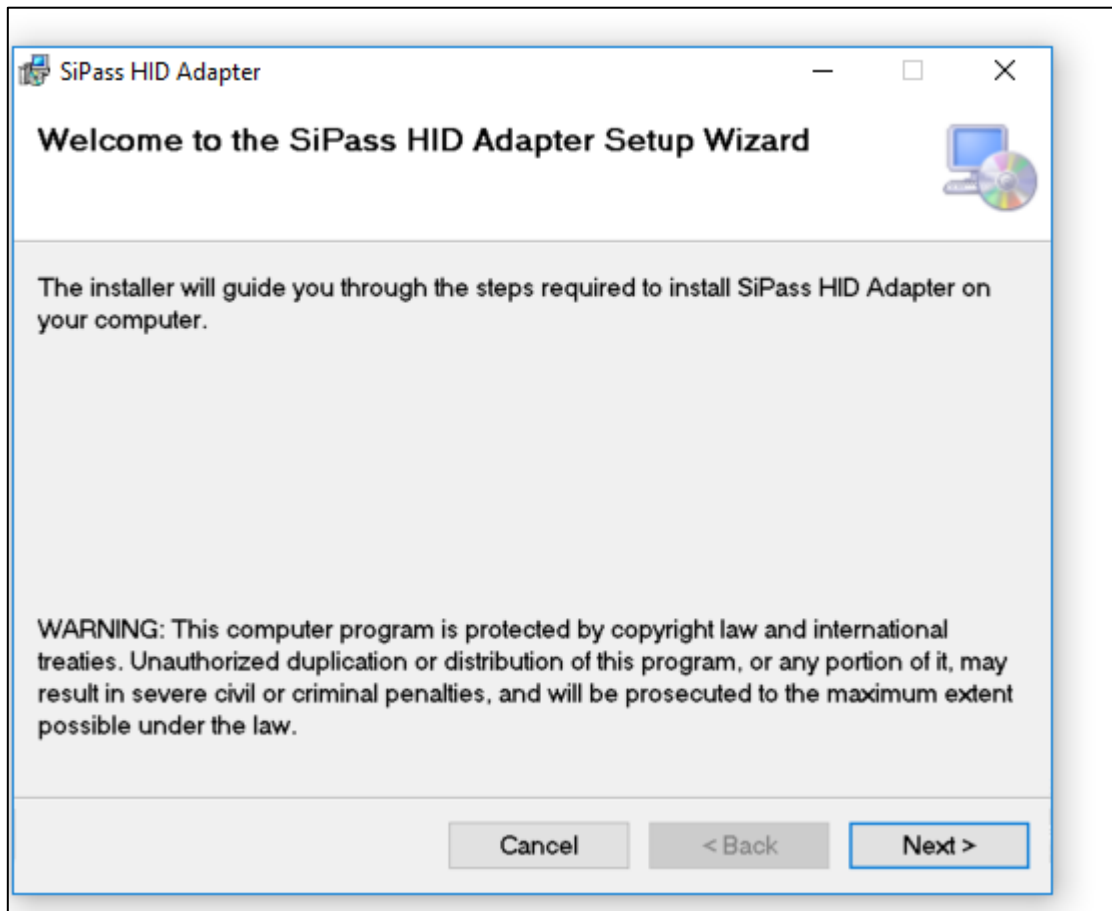 SiPass HID Adapter
Welcome to the SiPass HID Adapter Setup Wizard
The installer will guide you through the steps required to install SiPass HID Adapter on
your computer.
WARNING: This computer program is protected by copyright law and international
treaties. Unauthorized duplication or distribution of this program, or any portion of it, may
result in severe civil or criminal penalties, and will be prosecuted to the maximum extent
possible under the law.
Cancel < Back Next >